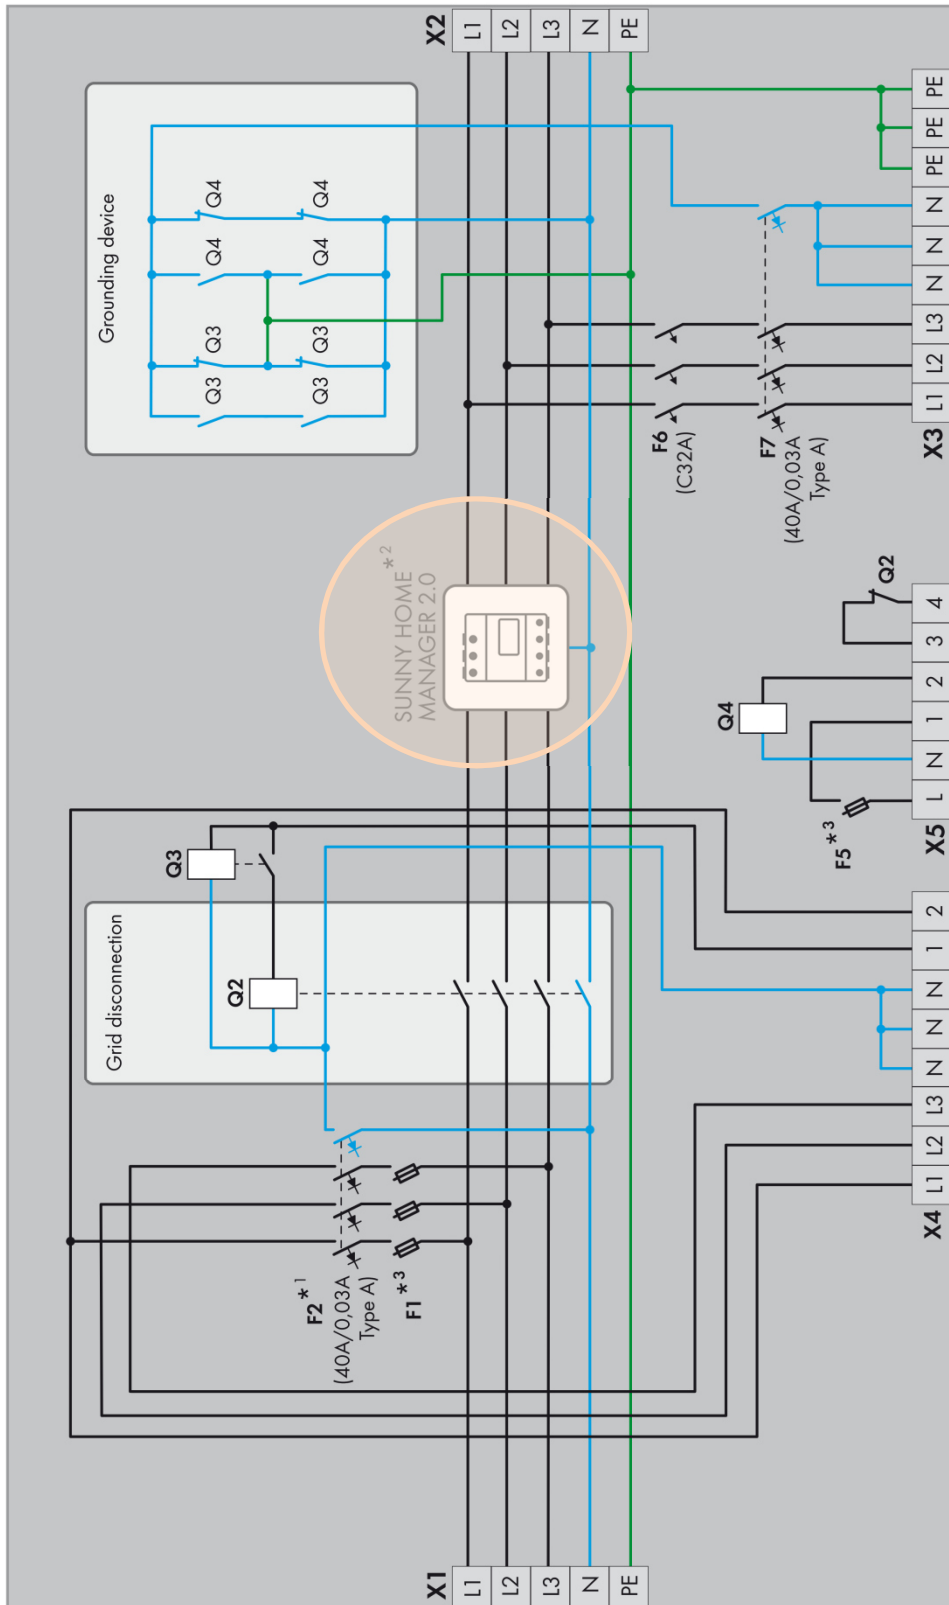 X2
L1
L2
L3
N
PE
Grounding device
Q4
Q4
Q4
Q4
Q3
Q3
Q3
Q3
PE
PE
PE
N
N
N
L3
L2
L1
X3
F6
(C32A)
F7
(40A/0,03A
Type A)
SUNNY HOME *2
MANAGER 2.0
Q2
Q4
F5 *3
4
3
2
1
N
L
X5
Q3
Grid disconnection
Q2
2
1
N
N
N
L3
L2
L1
X4
F2 *1
(40A/0,03A
Type A)
F1 *3
X1
L1
L2
L3
N
PE